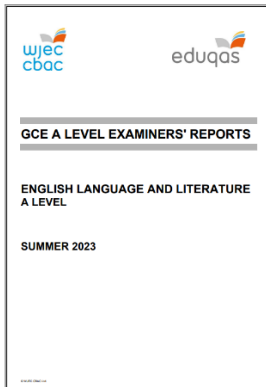 wjec
cbac
eduqas
GCE A LEVEL EXAMINERS' REPORTS
ENGLISH LANGUAGE AND LITERATURE
A LEVEL
SUMMER 2023